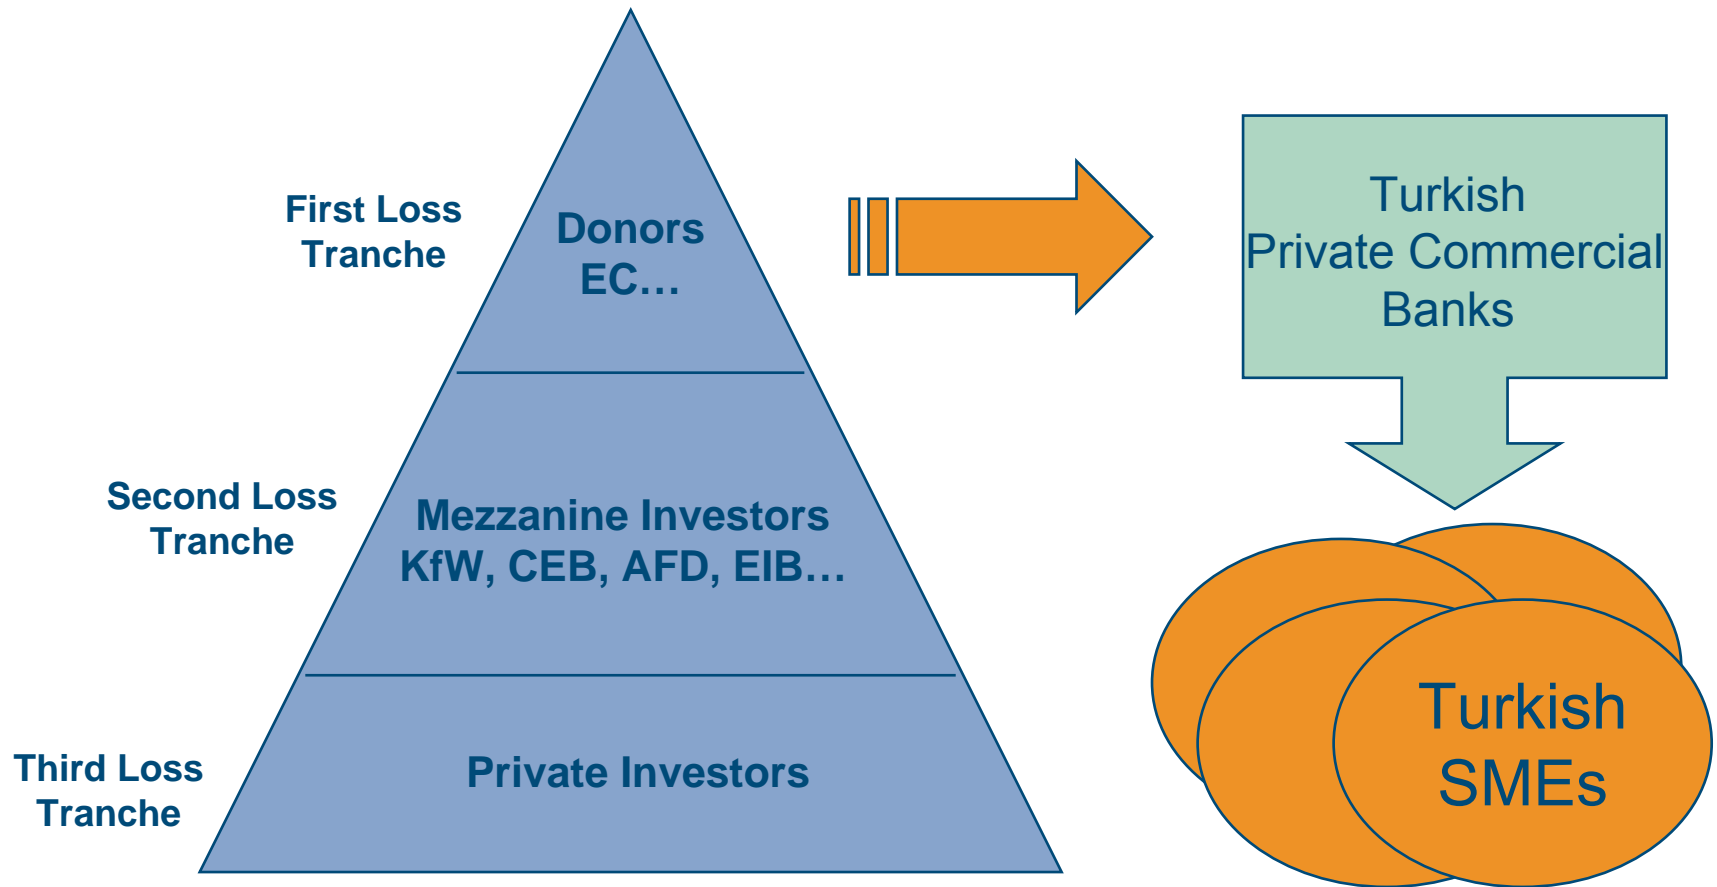 First Loss
Tranche
Donors
EC…
Second Loss
Tranche
Mezzanine Investors
KfW, CEB, AFD, EIB…
Third Loss
Tranche
Private Investors
Turkish
Private Commercial
Banks
Turkish
SMEs